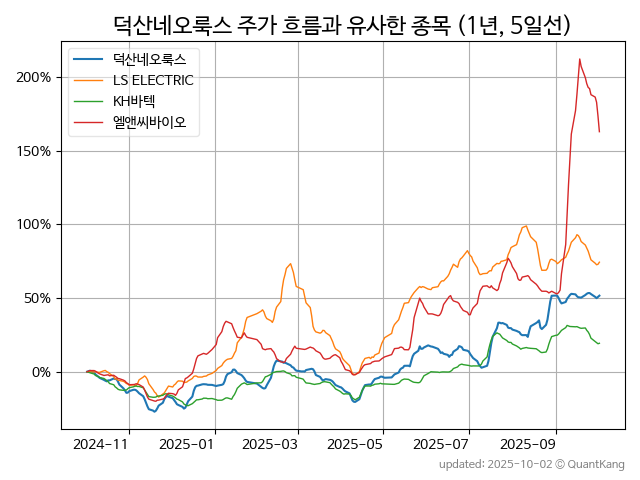 덕산네오룩스 주가 흐름과 유사한 종목 (1년, 5일선)
덕산네오룩스
LS ELECTRIC
KH바텍
엘앤씨바이오
200%
150%
100%
50%
0%
2024-11 2025-01 2025-03 2025-05 2025-07 2025-09
updated: 2025-10-02 © QuantKang